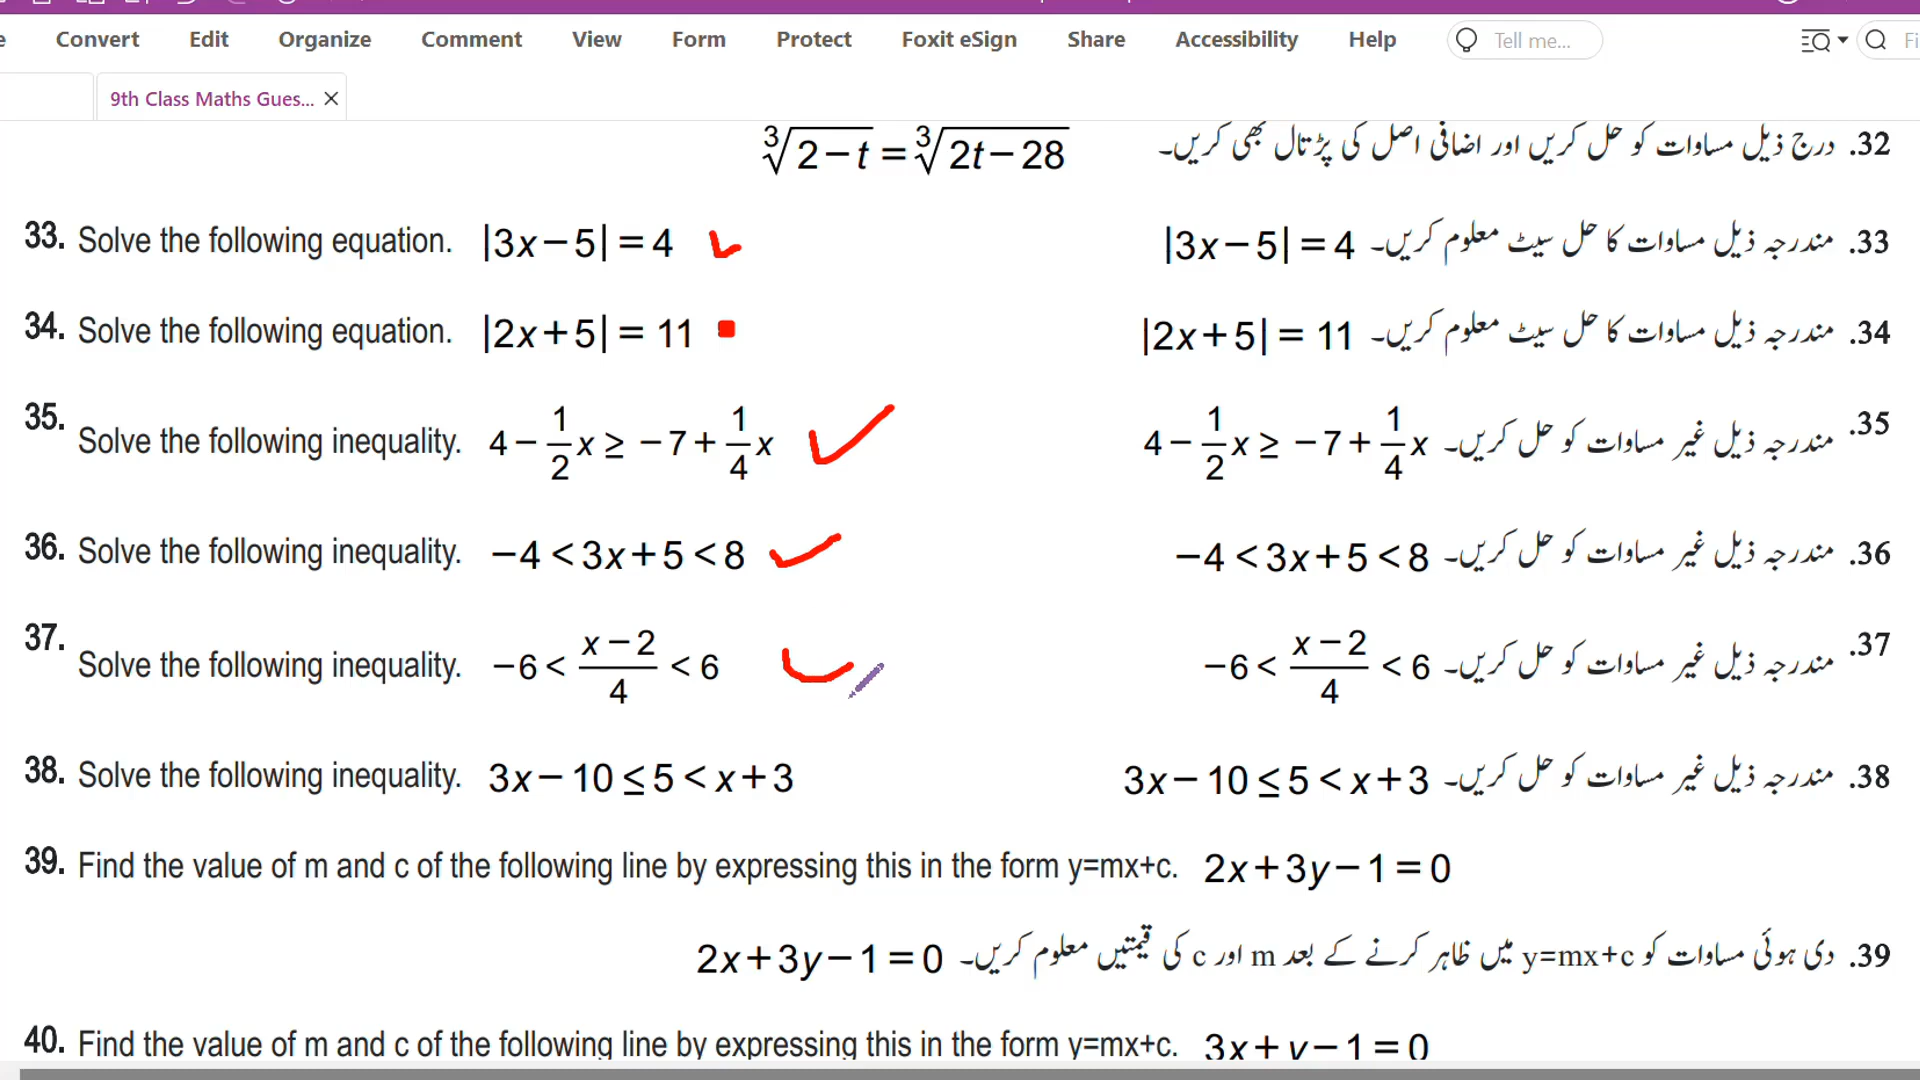 Convert Edit Organize Comment View Form Protect Foxit eSign Share Accessibility Help Tell me... Fi
9th Class Maths Gues...
∛(2−t) = ∛(2t−28) درج ذیل مساوات کو حل کریں اور اضافی اصل کی پڑتال بھی کریں۔ .32
33. Solve the following equation. |3x−5| = 4
مندرجہ ذیل مساوات کا حل سیٹ معلوم کریں۔ |3x−5| = 4 .33
34. Solve the following equation. |2x+5| = 11
مندرجہ ذیل مساوات کا حل سیٹ معلوم کریں۔ |2x+5| = 11 .34
35. Solve the following inequality. 4 − 1/2 x ≥ −7 + 1/4 x
مندرجہ ذیل غیر مساوات کو حل کریں۔ 4 − 1/2 x ≥ −7 + 1/4 x .35
36. Solve the following inequality. −4 < 3x+5 < 8
مندرجہ ذیل غیر مساوات کو حل کریں۔ −4 < 3x+5 < 8 .36
37. Solve the following inequality. −6 < (x−2)/4 < 6
مندرجہ ذیل غیر مساوات کو حل کریں۔ −6 < (x−2)/4 < 6 .37
38. Solve the following inequality. 3x−10 ≤ 5 < x+3
مندرجہ ذیل غیر مساوات کو حل کریں۔ 3x−10 ≤ 5 < x+3 .38
39. Find the value of m and c of the following line by expressing this in the form y=mx+c. 2x+3y−1=0
دی ہوئی مساوات کو y=mx+c میں ظاہر کرنے کے بعد m اور c کی قیمتیں معلوم کریں۔ 2x+3y−1=0 .39
40. Find the value of m and c of the following line by expressing this in the form y=mx+c. 3x+y−1=0